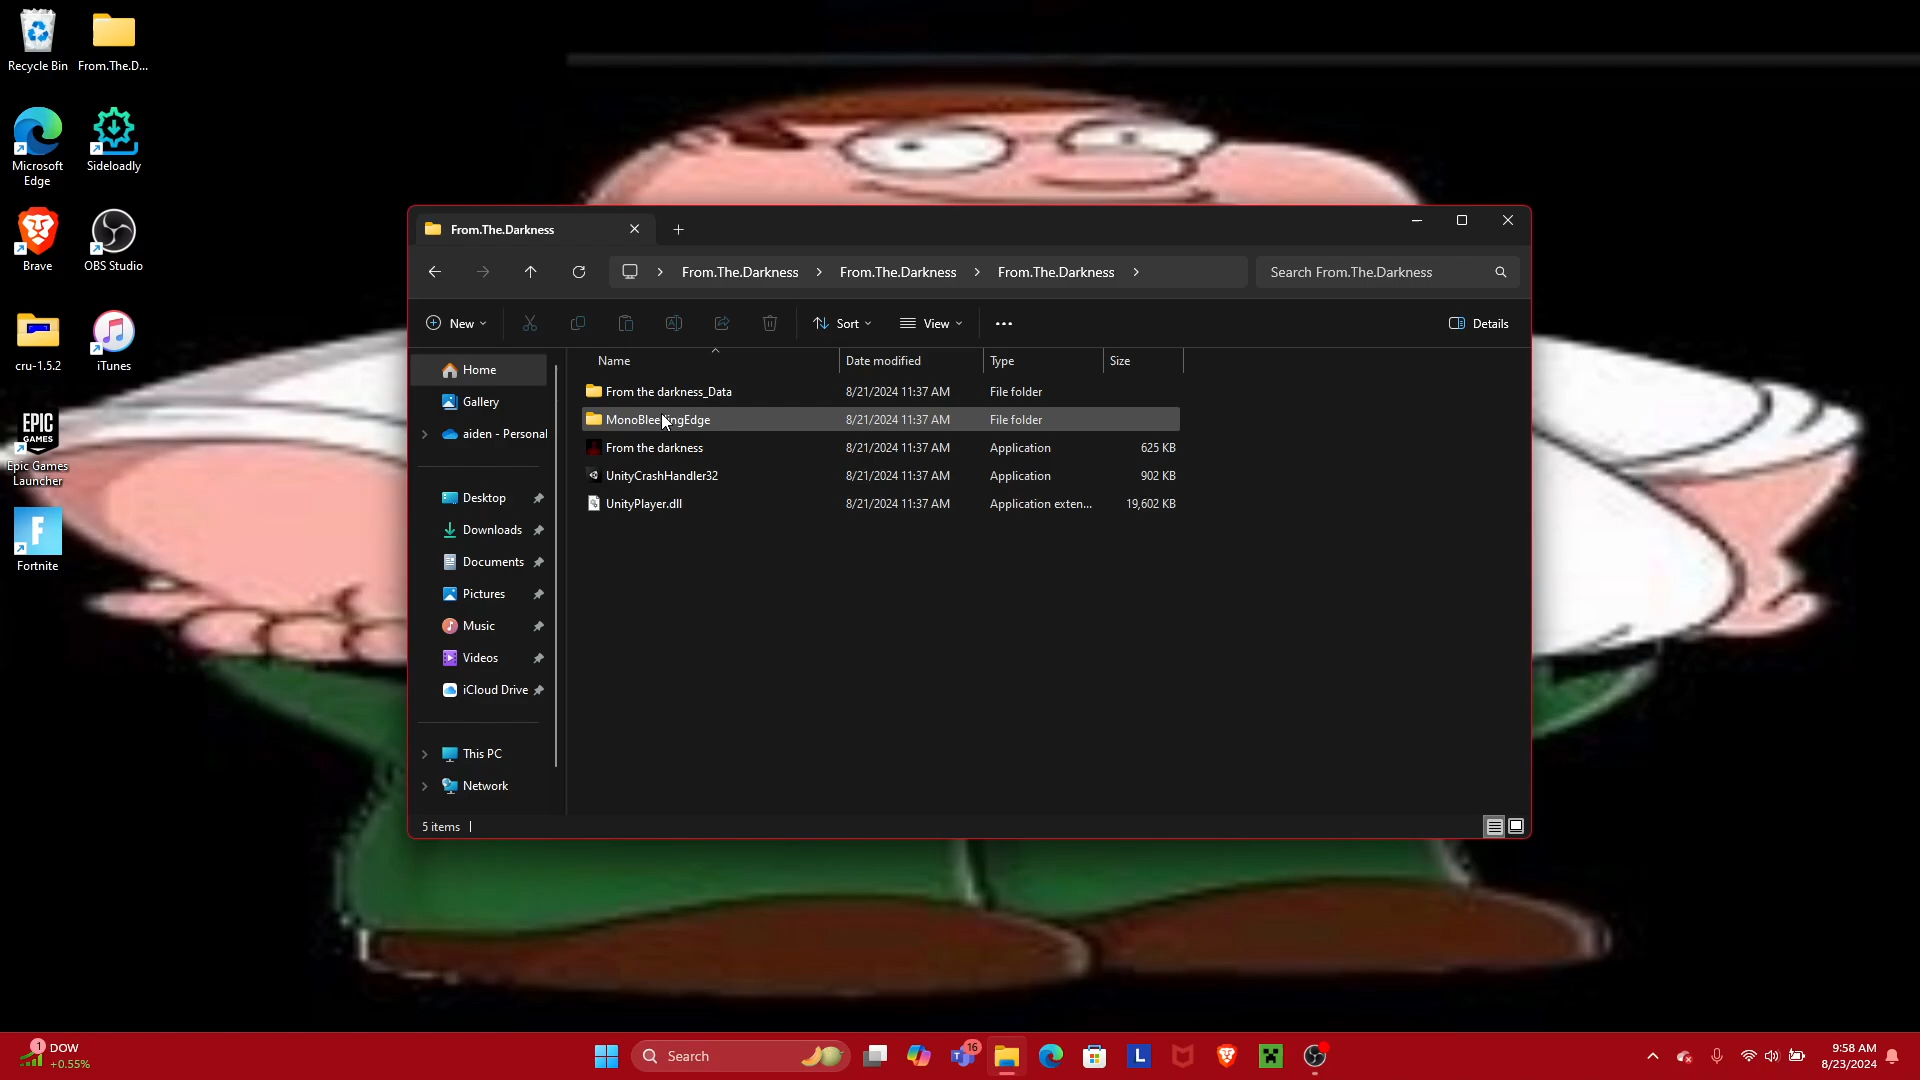 Recycle Bin
From.The.D...
Microsoft
Edge
Sideloadly
Brave
OBS Studio
cru-1.5.2
iTunes
EPIC
GAMES
Epic Games
Launcher
F
Fortnite
From.The.Darkness
From.The.Darkness
From.The.Darkness
From.The.Darkness
Search From.The.Darkness
New
Sort
View
Details
Home
Gallery
aiden - Personal
Desktop
Downloads
Documents
Pictures
Music
Videos
iCloud Drive
This PC
Network
Name Date modified Type Size
From the darkness_Data 8/21/2024 11:37 AM File folder
MonoBleedingEdge 8/21/2024 11:37 AM File folder
From the darkness 8/21/2024 11:37 AM Application 625 KB
UnityCrashHandler32 8/21/2024 11:37 AM Application 902 KB
UnityPlayer.dll 8/21/2024 11:37 AM Application exten... 19,602 KB
5 items
1
DOW
+0.55%
Search
16
L
9:58 AM
8/23/2024